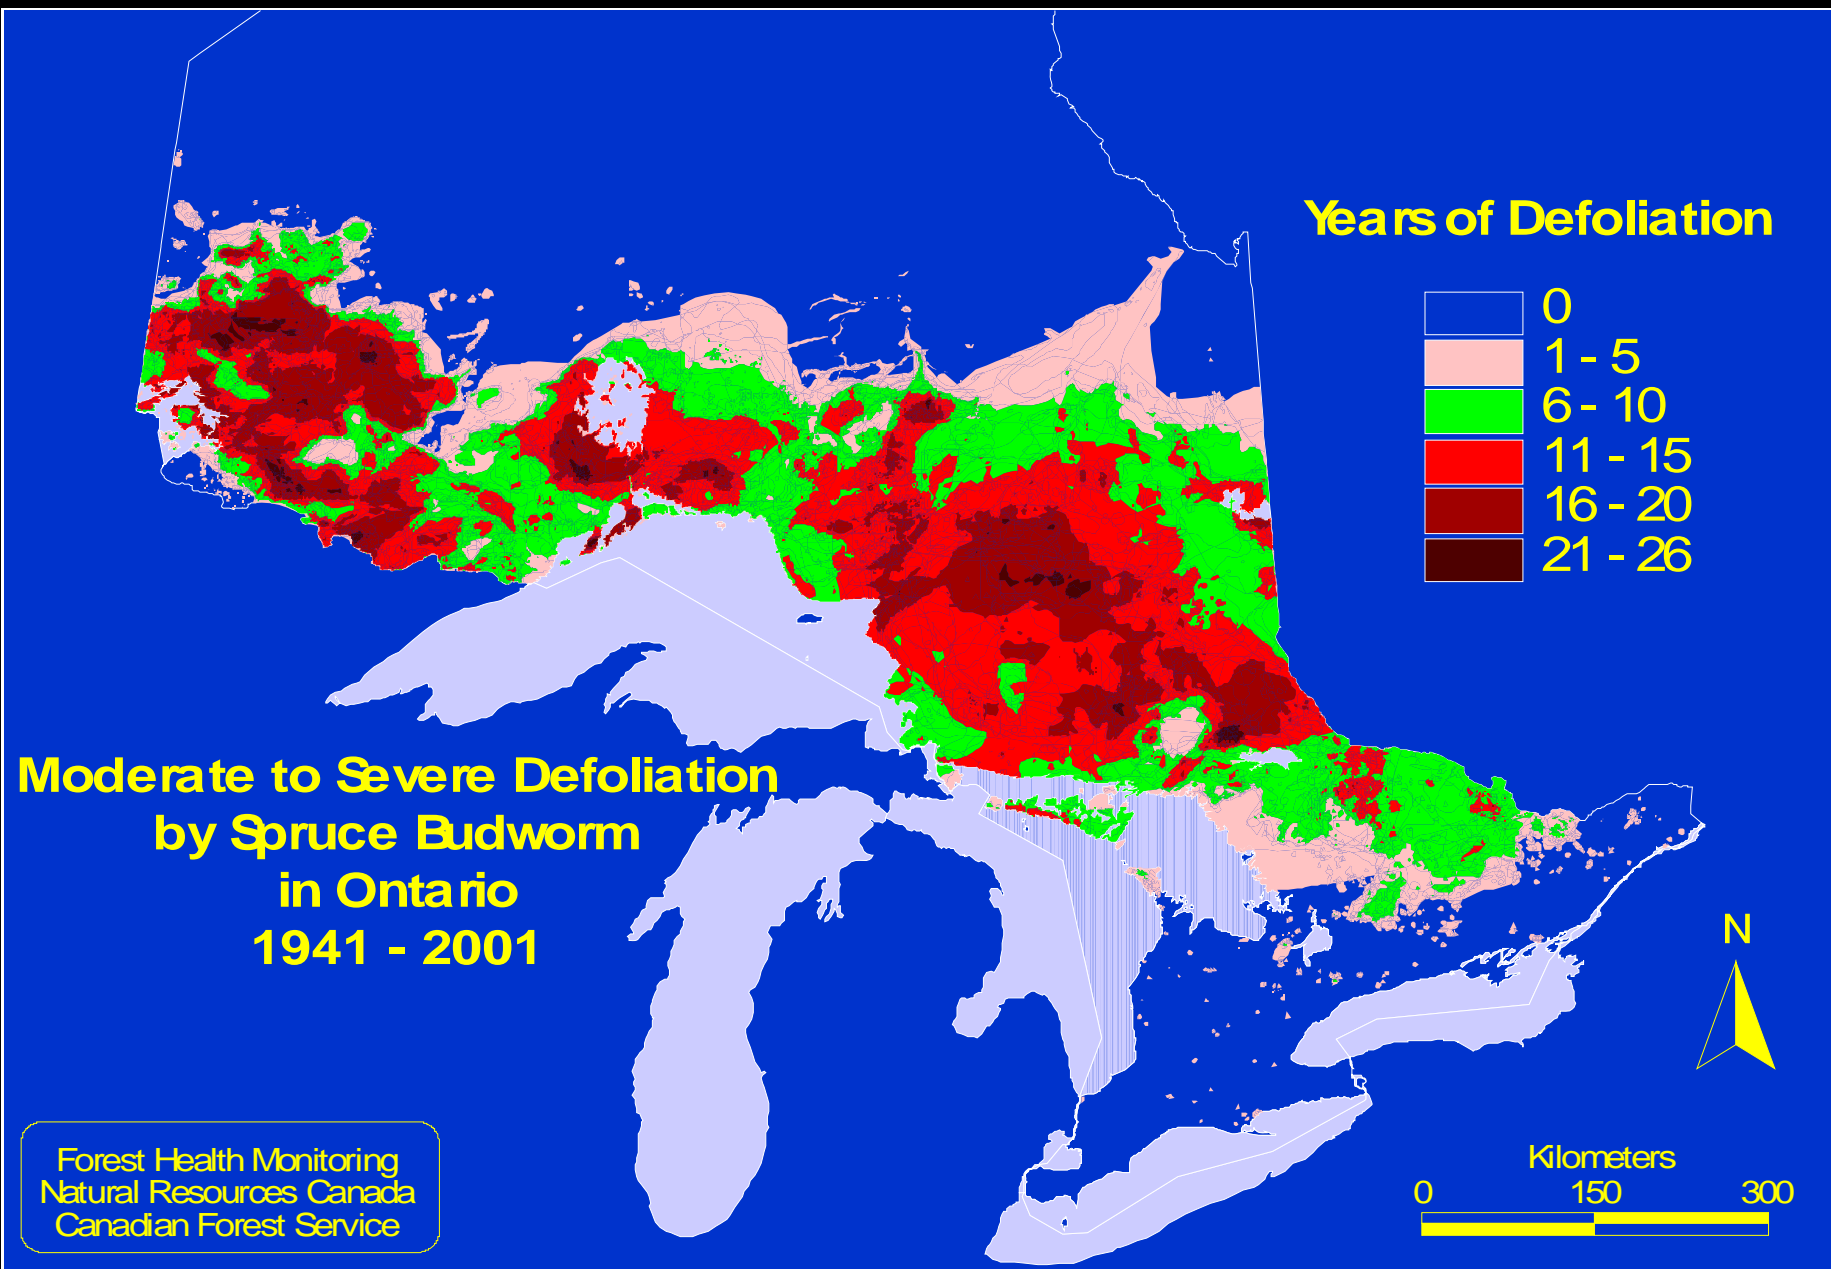 Years of Defoliation
0
1 - 5
6 - 10
11 - 15
16 - 20
21 - 26
Moderate to Severe Defoliation
by Spruce Budworm
in Ontario
1941 - 2001
N
Forest Health Monitoring
Natural Resources Canada
Canadian Forest Service
Kilometers
0 150 300